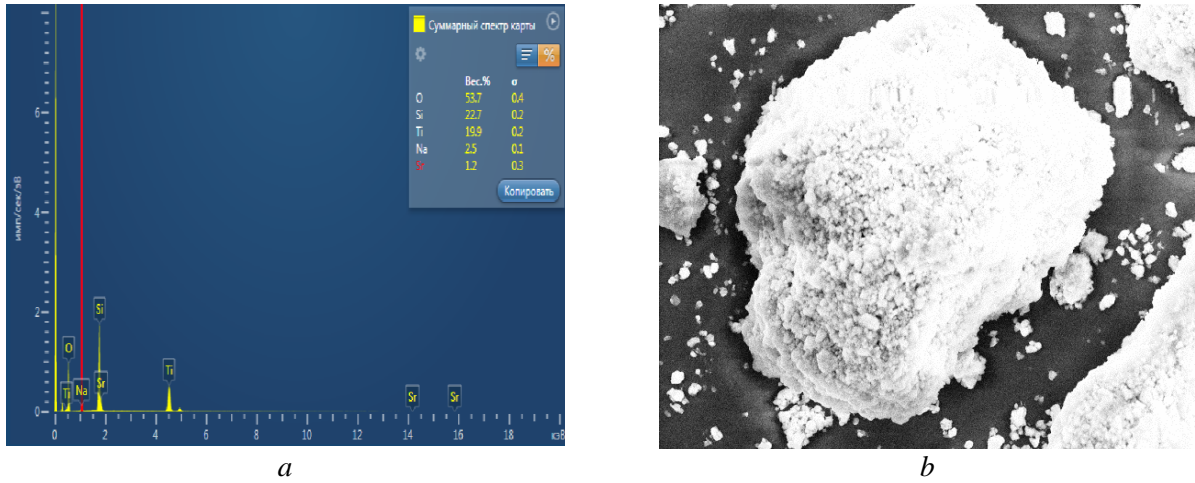 Суммарный спектр карты
%
Вес.% σ
O 53.7 0.4
Si 22.7 0.2
Ti 19.9 0.2
Na 2.5 0.1
Sr 1.2 0.3
Копировать
имп/сек/эВ
6
4
2
0
Si
O
Ti
Na
Sr
Ti
Sr
Sr
0 2 4 6 8 10 12 14 16 18 кэВ
a
b